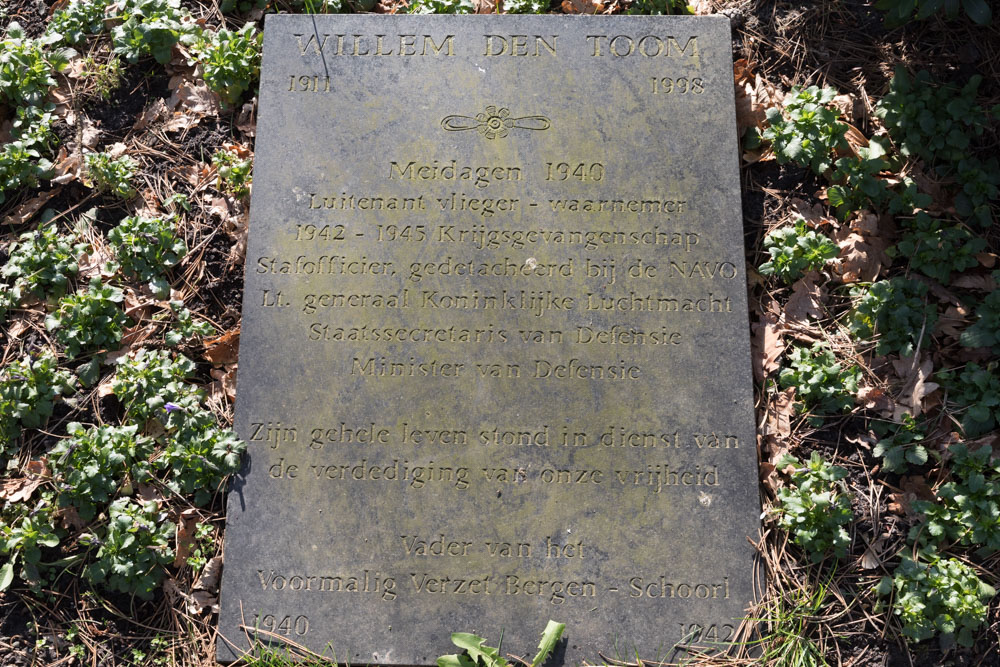 WILLEM DEN TOOM
1911 1998
Meidagen 1940
Luitenant vlieger - waarnemer
1942 - 1945 Krijgsgevangenschap
Stafofficier, gedetacheerd bij de NAVO
Lt. generaal Koninklijke Luchtmacht
Staatssecretaris van Defensie
Minister van Defensie
Zijn gehele leven stond in dienst van
de verdediging van onze vrijheid
Vader van het
Voormalig Verzet Bergen - Schoorl
1940 1942